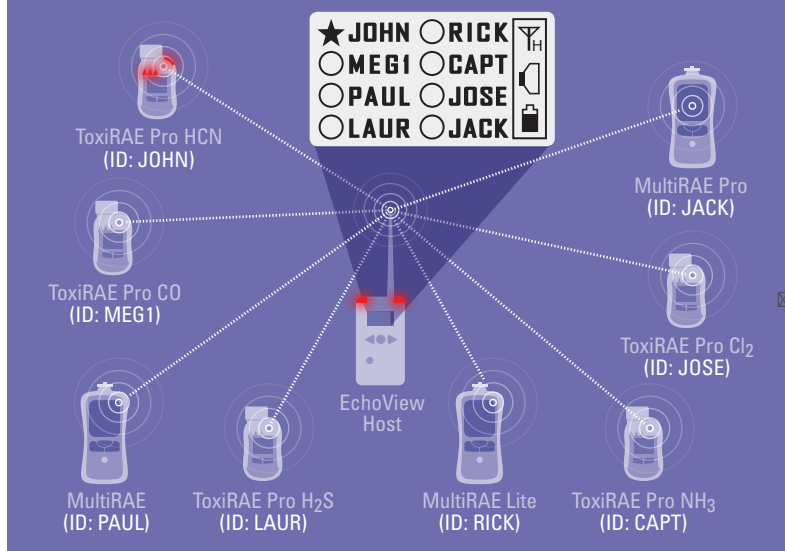 ★JOHN ○RICK
○MEG1 ○CAPT
○PAUL ○JOSE
○LAUR ○JACK
H
ToxiRAE Pro HCN
(ID: JOHN)
MultiRAE Pro
(ID: JACK)
ToxiRAE Pro CO
(ID: MEG1)
ToxiRAE Pro Cl₂
(ID: JOSE)
EchoView
Host
MultiRAE
(ID: PAUL)
ToxiRAE Pro H₂S
(ID: LAUR)
MultiRAE Lite
(ID: RICK)
ToxiRAE Pro NH₃
(ID: CAPT)